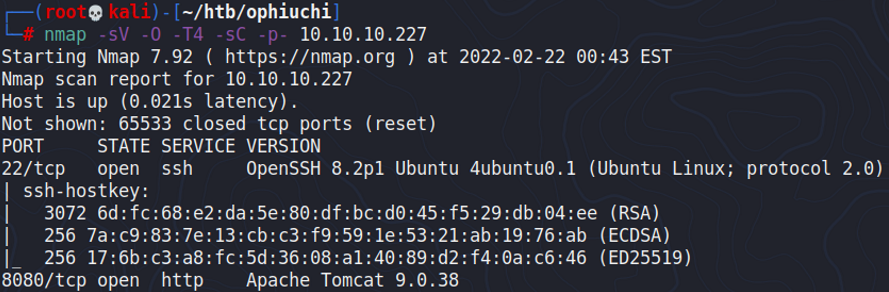 ┌──(root💀kali)-[~/htb/ophiuchi]
└─# nmap -sV -O -T4 -sC -p- 10.10.10.227
Starting Nmap 7.92 ( https://nmap.org ) at 2022-02-22 00:43 EST
Nmap scan report for 10.10.10.227
Host is up (0.021s latency).
Not shown: 65533 closed tcp ports (reset)
PORT     STATE SERVICE VERSION
22/tcp   open  ssh     OpenSSH 8.2p1 Ubuntu 4ubuntu0.1 (Ubuntu Linux; protocol 2.0)
| ssh-hostkey:
|   3072 6d:fc:68:e2:da:5e:80:df:bc:d0:45:f5:29:db:04:ee (RSA)
|   256 7a:c9:83:7e:13:cb:c3:f9:59:1e:53:21:ab:19:76:ab (ECDSA)
|_  256 17:6b:c3:a8:fc:5d:36:08:a1:40:89:d2:f4:0a:c6:46 (ED25519)
8080/tcp open  http    Apache Tomcat 9.0.38